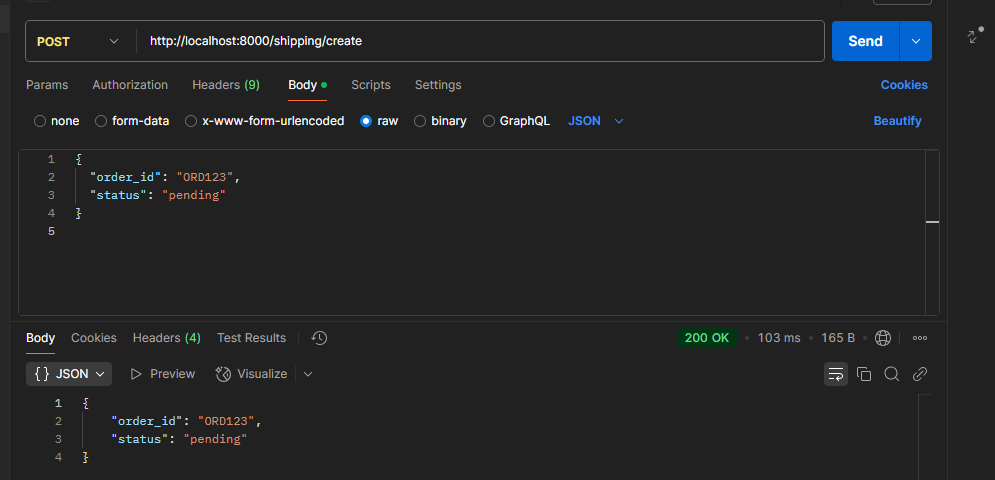 POST http://localhost:8000/shipping/create Send
Params Authorization Headers (9) Body Scripts Settings Cookies
none form-data x-www-form-urlencoded raw binary GraphQL JSON Beautify
1 {
2 "order_id": "ORD123",
3 "status": "pending"
4 }
5
Body Cookies Headers (4) Test Results 200 OK • 103 ms • 165 B •
{} JSON Preview Visualize
1 {
2 "order_id": "ORD123",
3 "status": "pending"
4 }